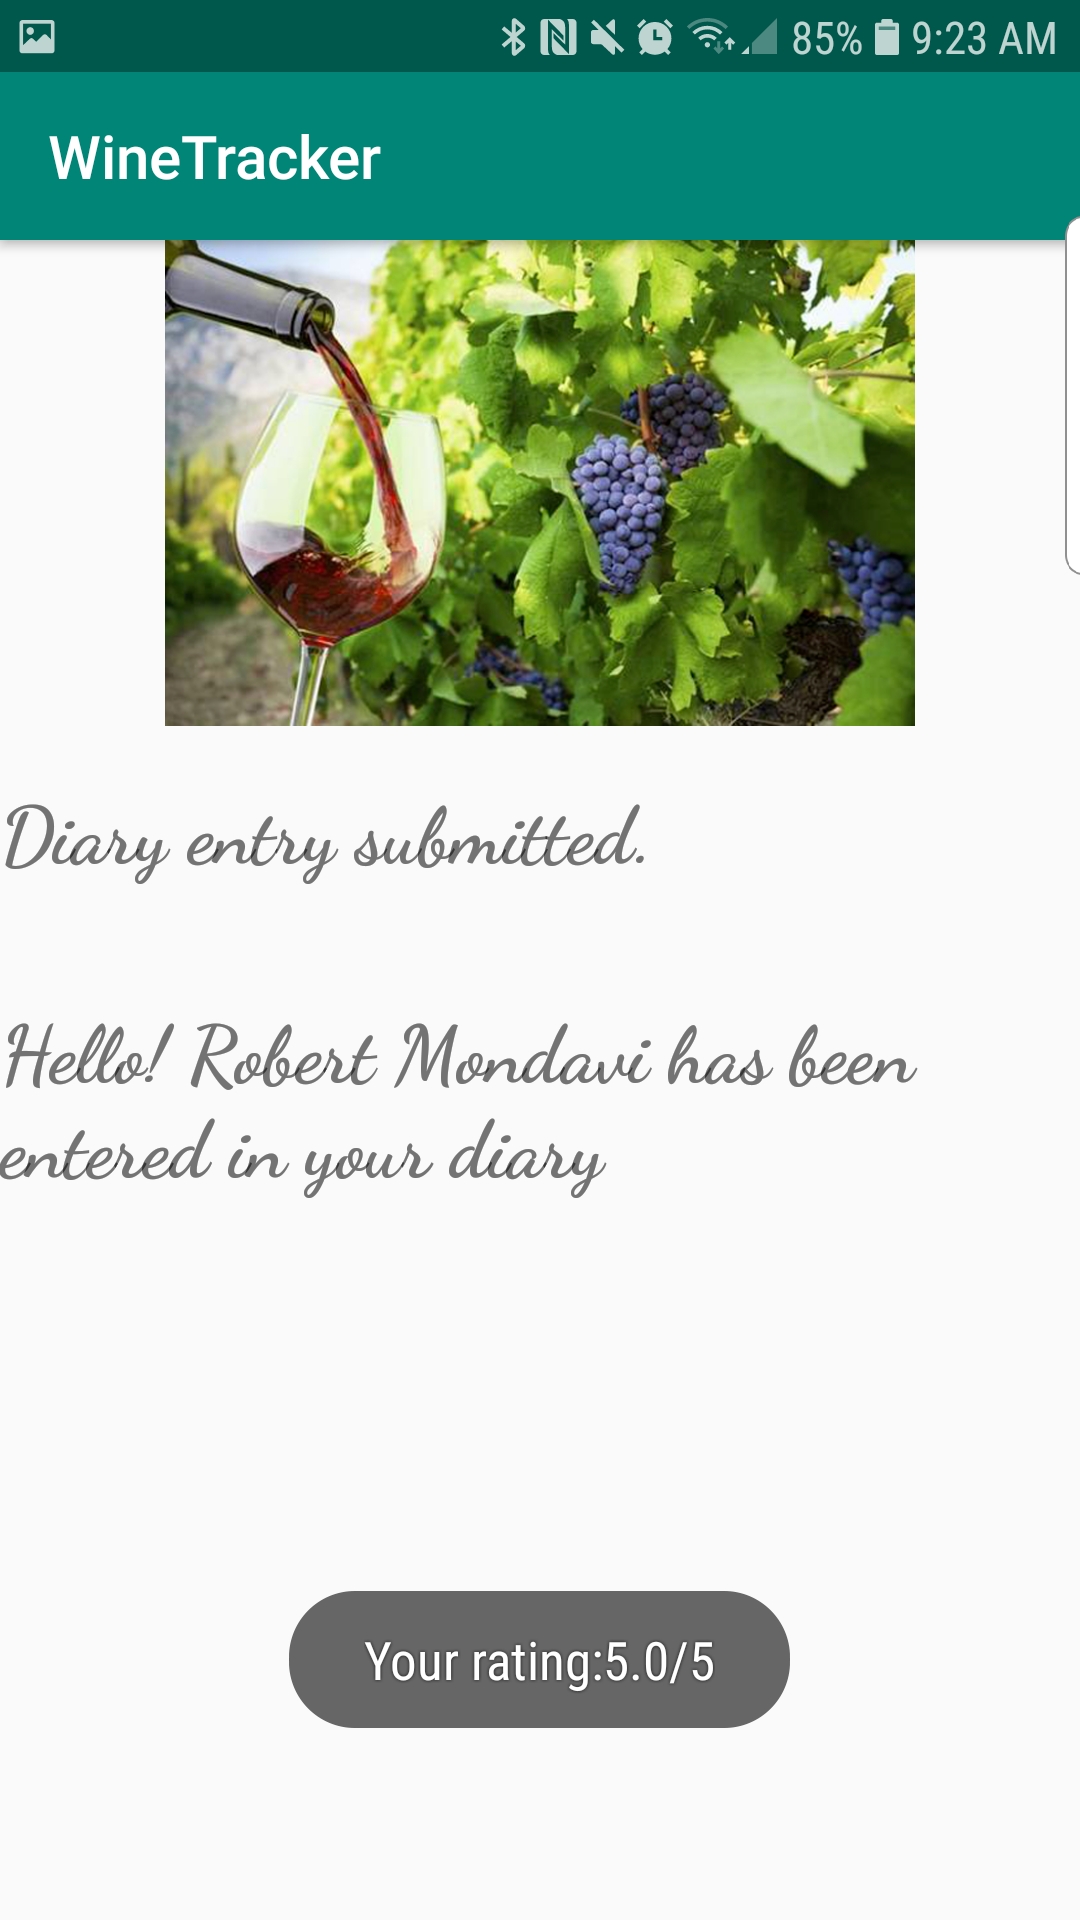 85% 9:23 AM
WineTracker
Diary entry submitted.
Hello! Robert Mondavi has been
entered in your diary
Your rating:5.0/5